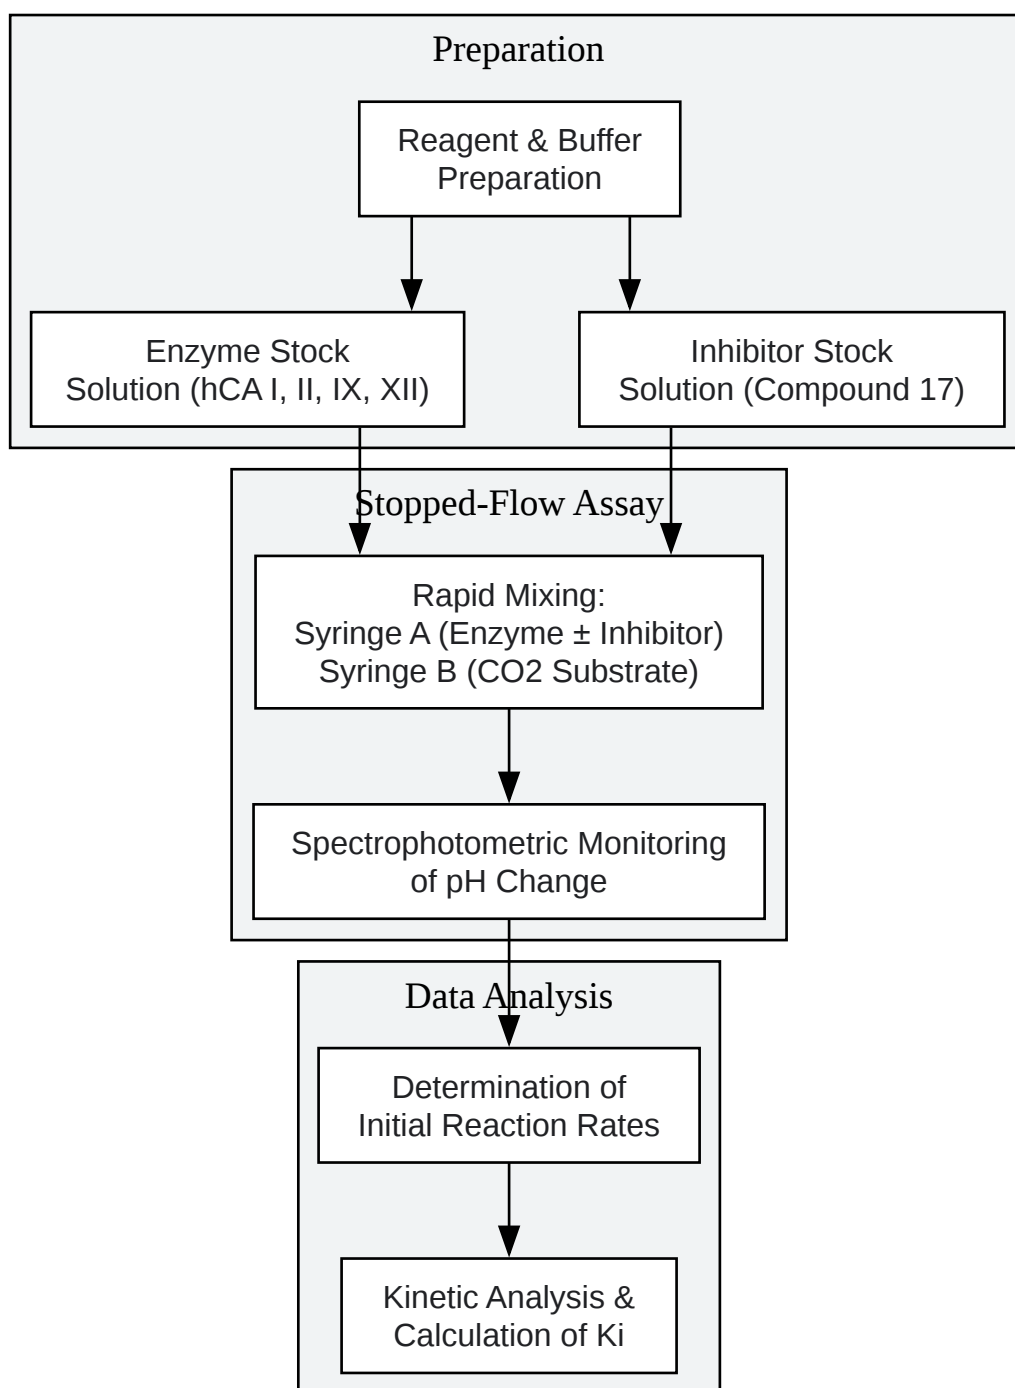 Preparation
Reagent & Buffer
Preparation
Enzyme Stock
Solution (hCA I, II, IX, XII)
Inhibitor Stock
Solution (Compound 17)
Stopped-Flow Assay
Rapid Mixing:
Syringe A (Enzyme ± Inhibitor)
Syringe B (CO2 Substrate)
Spectrophotometric Monitoring
of pH Change
Data Analysis
Determination of
Initial Reaction Rates
Kinetic Analysis &
Calculation of Ki